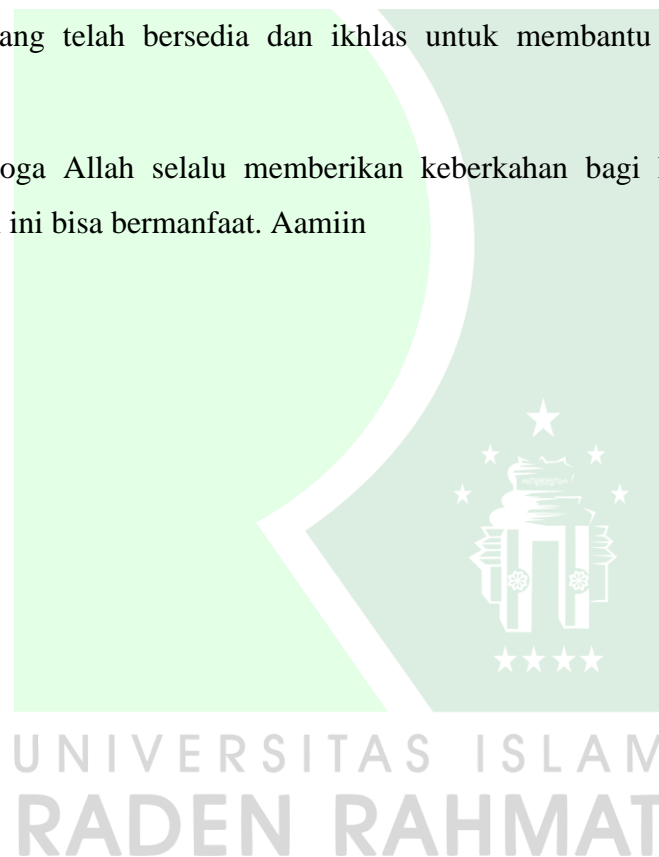 ang telah bersedia dan ikhlas untuk membantu
oga Allah selalu memberikan keberkahan bagi
ini bisa bermanfaat. Aamiin
UNIVERSITAS ISLAM
RADEN RAHMAT